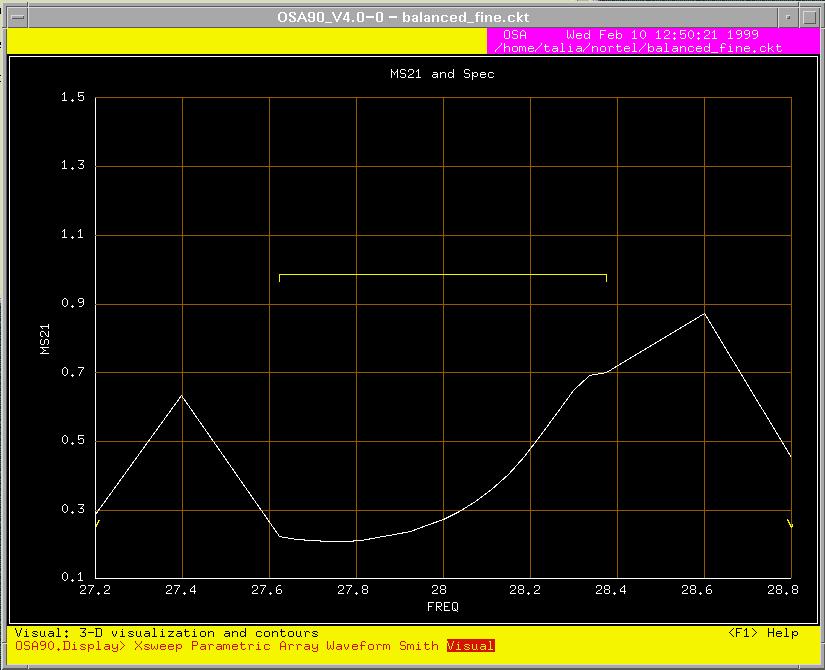 OSA90_V4.0-0 - balanced_fine.ckt
OSA Wed Feb 10 12:50:21 1999
/home/talia/nortel/balanced_fine.ckt
MS21 and Spec
1.5
1.3
1.1
0.9
MS21
0.7
0.5
0.3
0.1
27.2 27.4 27.6 27.8 28 28.2 28.4 28.6 28.8
FREQ
Visual: 3-D visualization and contours <F1> Help
OSA90.Display> Xsweep Parametric Array Waveform Smith Visual